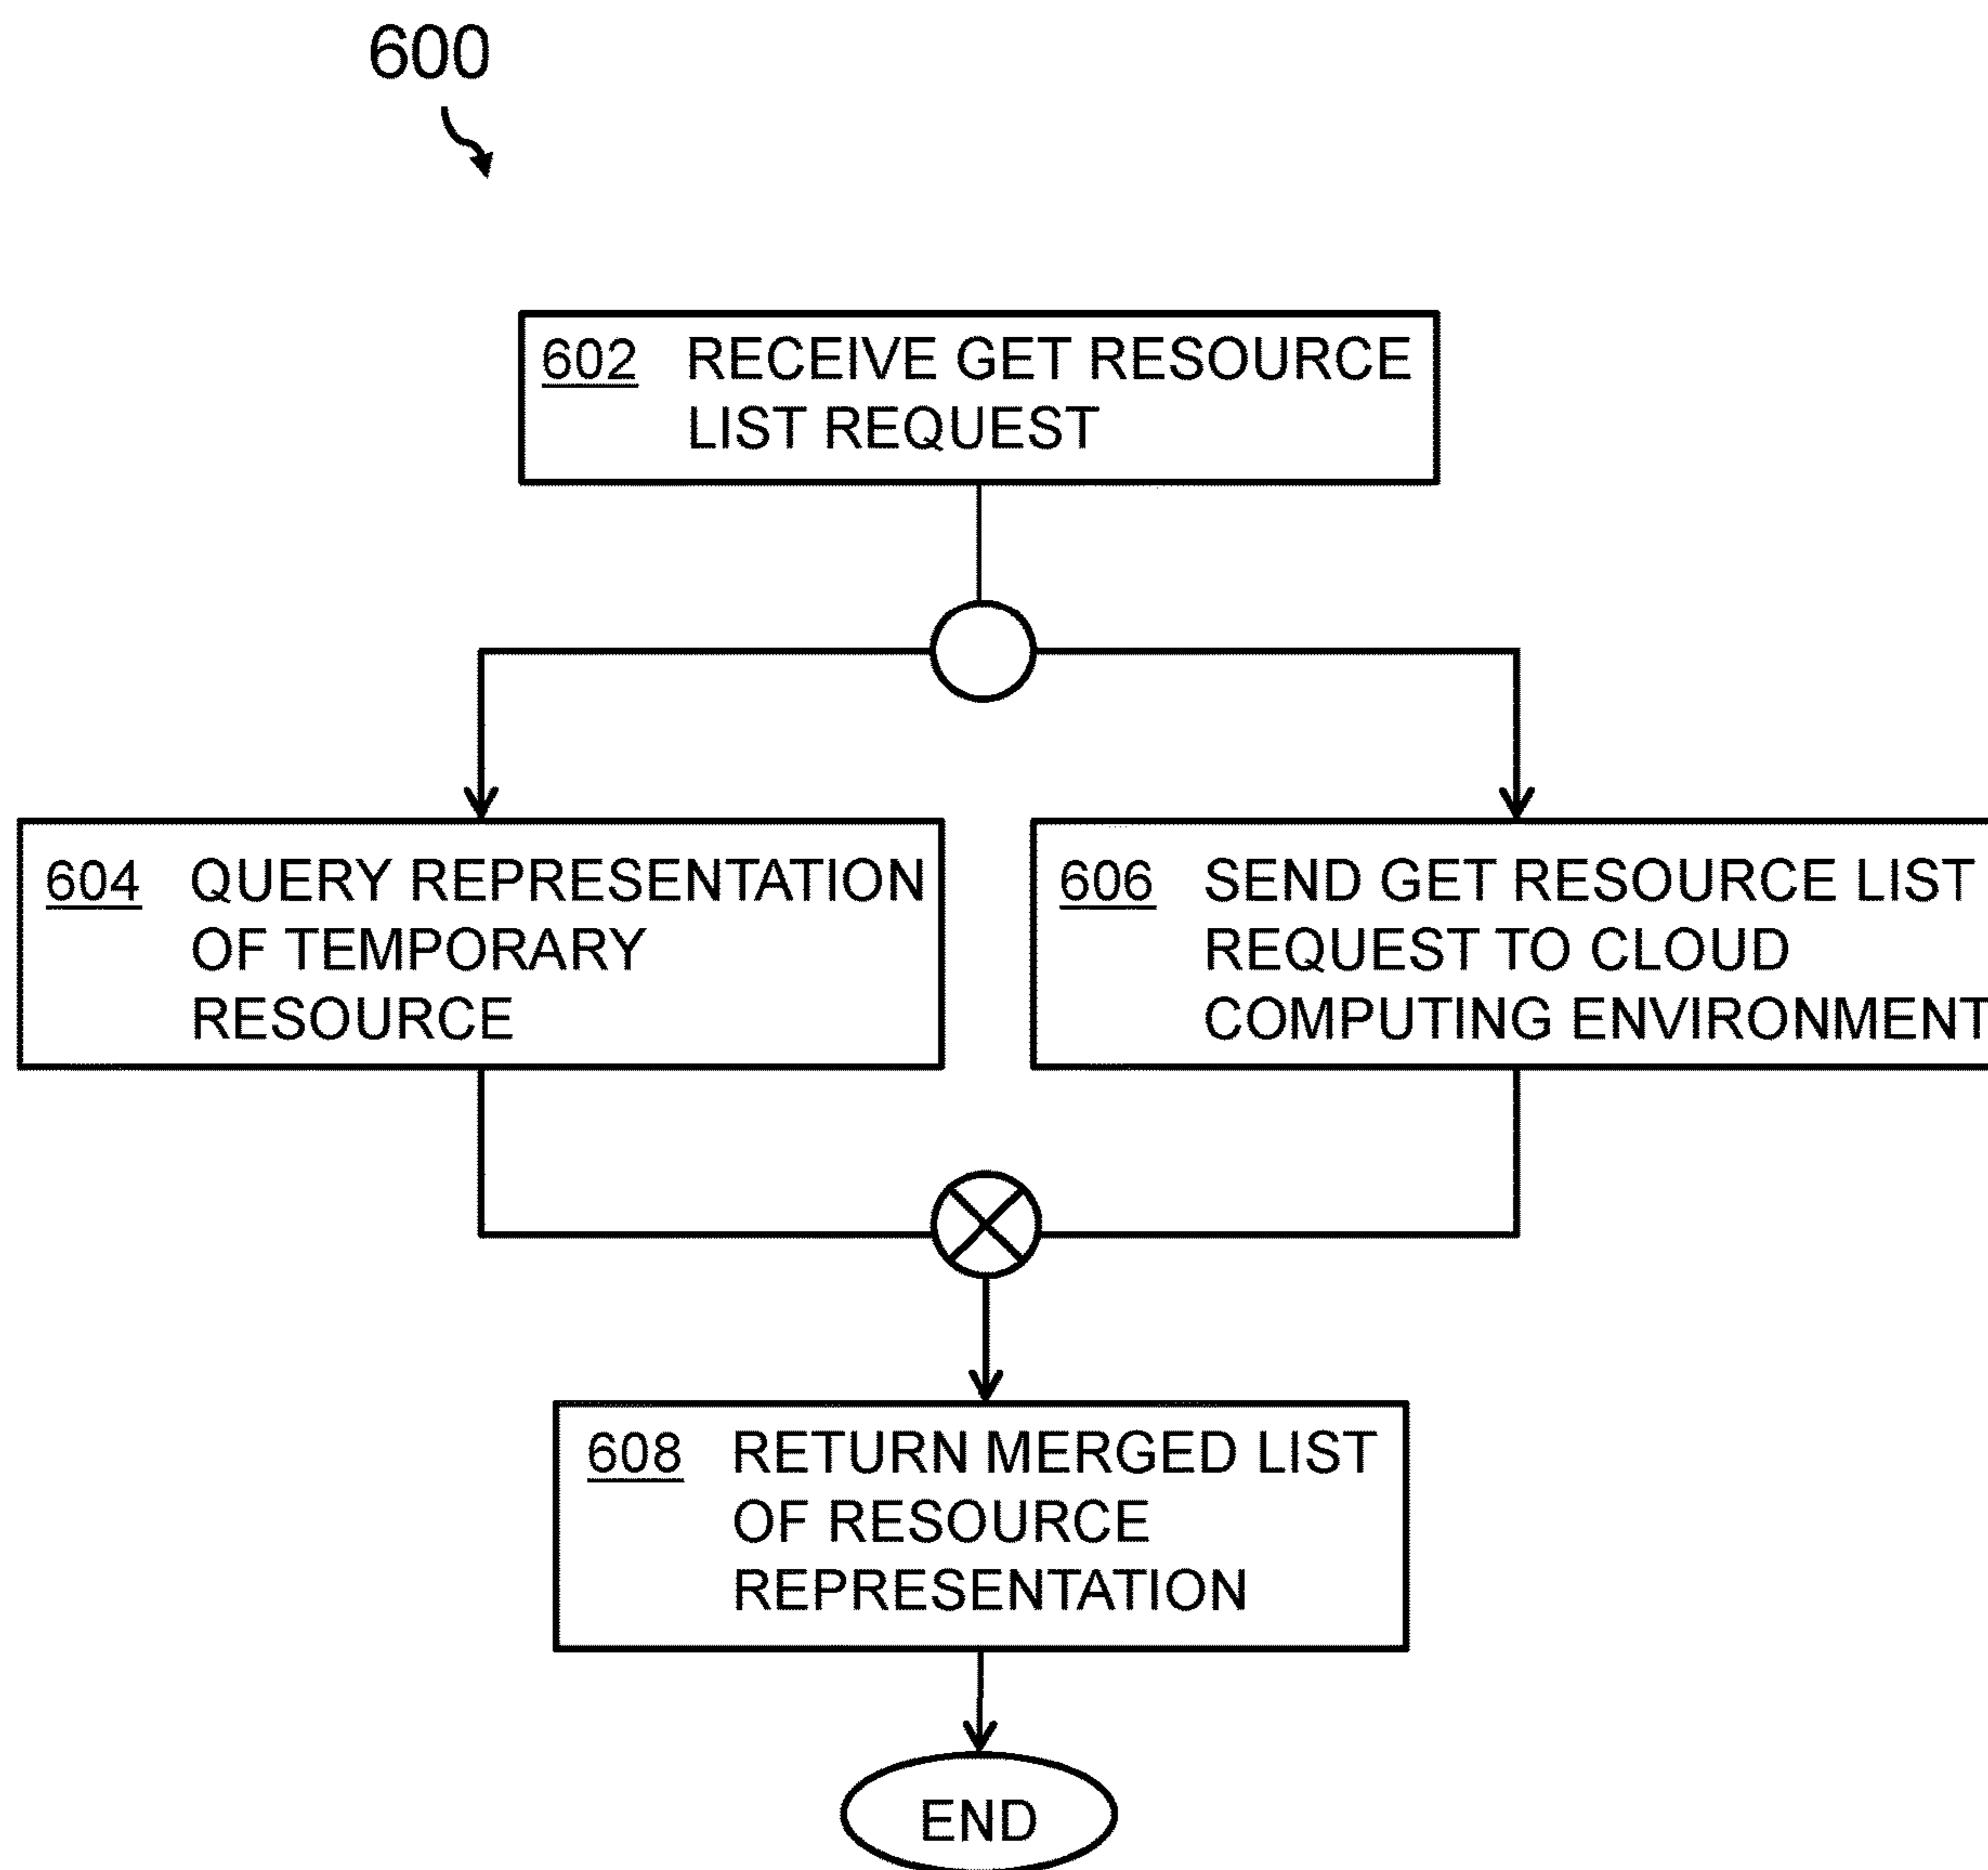 600
602 RECEIVE GET RESOURCE
LIST REQUEST
604 QUERY REPRESENTATION
OF TEMPORARY
RESOURCE
606 SEND GET RESOURCE LIST
REQUEST TO CLOUD
COMPUTING ENVIRONMENT
608 RETURN MERGED LIST
OF RESOURCE
REPRESENTATION
END